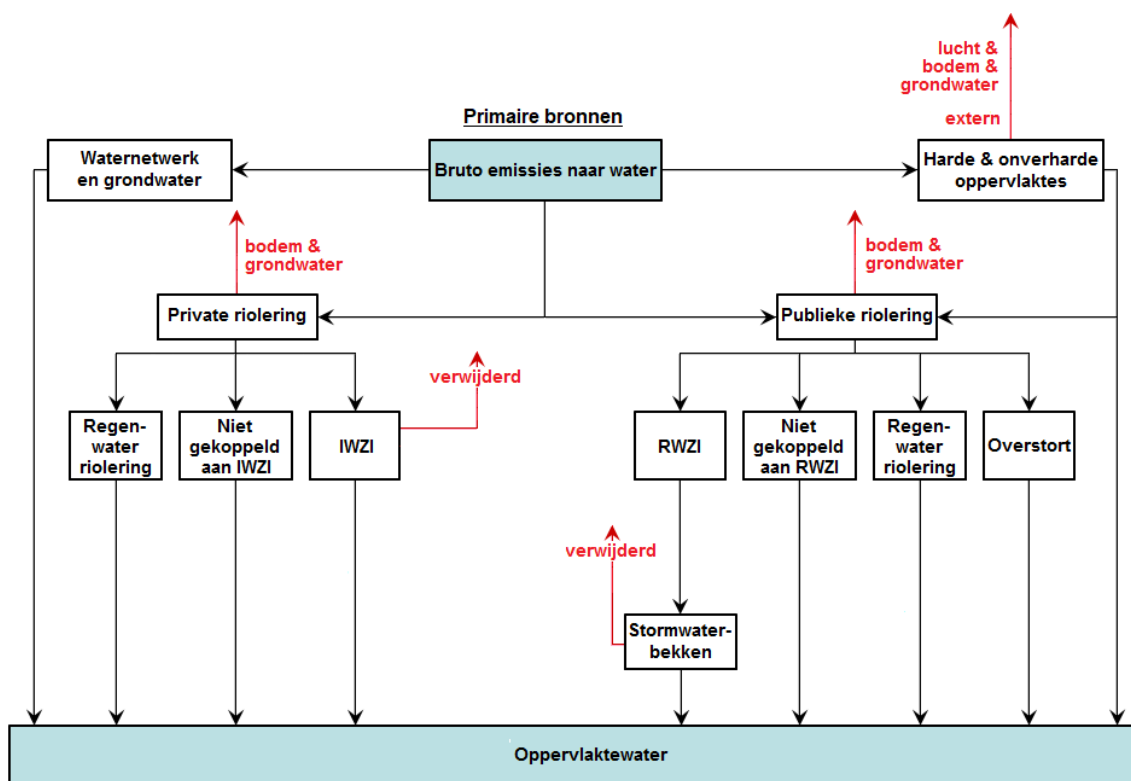 lucht &
bodem &
grondwater
extern
Primaire bronnen
Waternetwerk
en grondwater
Bruto emissies naar water
Harde & onverharde
oppervlaktes
bodem &
grondwater
bodem &
grondwater
Private riolering
Publieke riolering
verwijderd
Regen-
water
riolering
Niet
gekoppeld
aan IWZI
IWZI
RWZI
Niet
gekoppeld
aan RWZI
Regen-
water
riolering
Overstort
verwijderd
Stormwater-
bekken
Oppervlaktewater